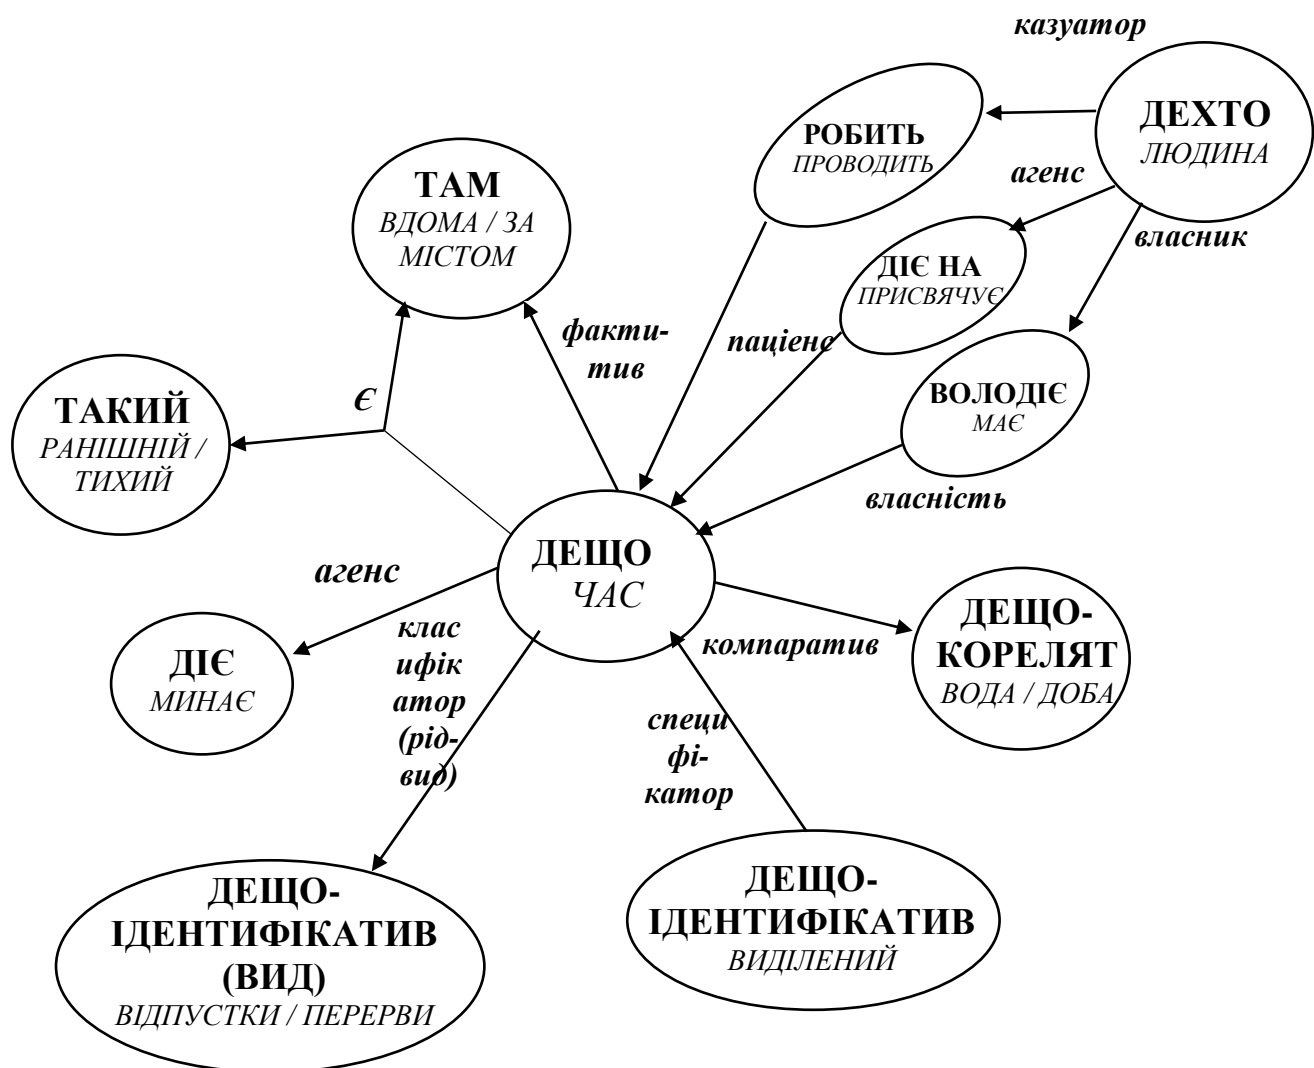 казуатор
ДЕХТО
ЛЮДИНА
РОБИТЬ
ПРОВОДИТЬ
агенс
ТАМ
ВДОМА / ЗА
МІСТОМ
власник
ДІЄ НА
ПРИСВЯЧУЄ
факти-
тив
паціенс
Є
ТАКИЙ
РАНІШНІЙ /
ТИХИЙ
ВОЛОДІЄ
МАЄ
власність
ДЕЩО
ЧАС
агенс
клас
ифік
атор
(рід-
вид)
компаратив
ДЕЩО-
КОРЕЛЯТ
ВОДА / ДОБА
ДІЄ
МИНАЄ
специ
фі-
катор
ДЕЩО-
ІДЕНТИФІКАТИВ
(ВИД)
ВІДПУСТКИ / ПЕРЕРВИ
ДЕЩО-
ІДЕНТИФІКАТИВ
ВИДІЛЕНИЙ